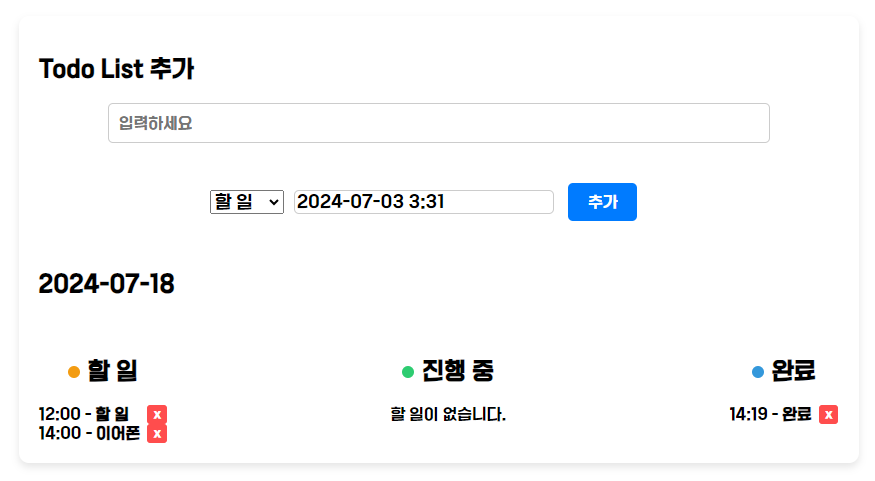 Todo List 추가
입력하세요
할 일 2024-07-03 3:31 추가
2024-07-18
할 일 진행 중 완료
12:00 - 할 일 x 할 일이 없습니다. 14:19 - 완료 x
14:00 - 이어폰 x